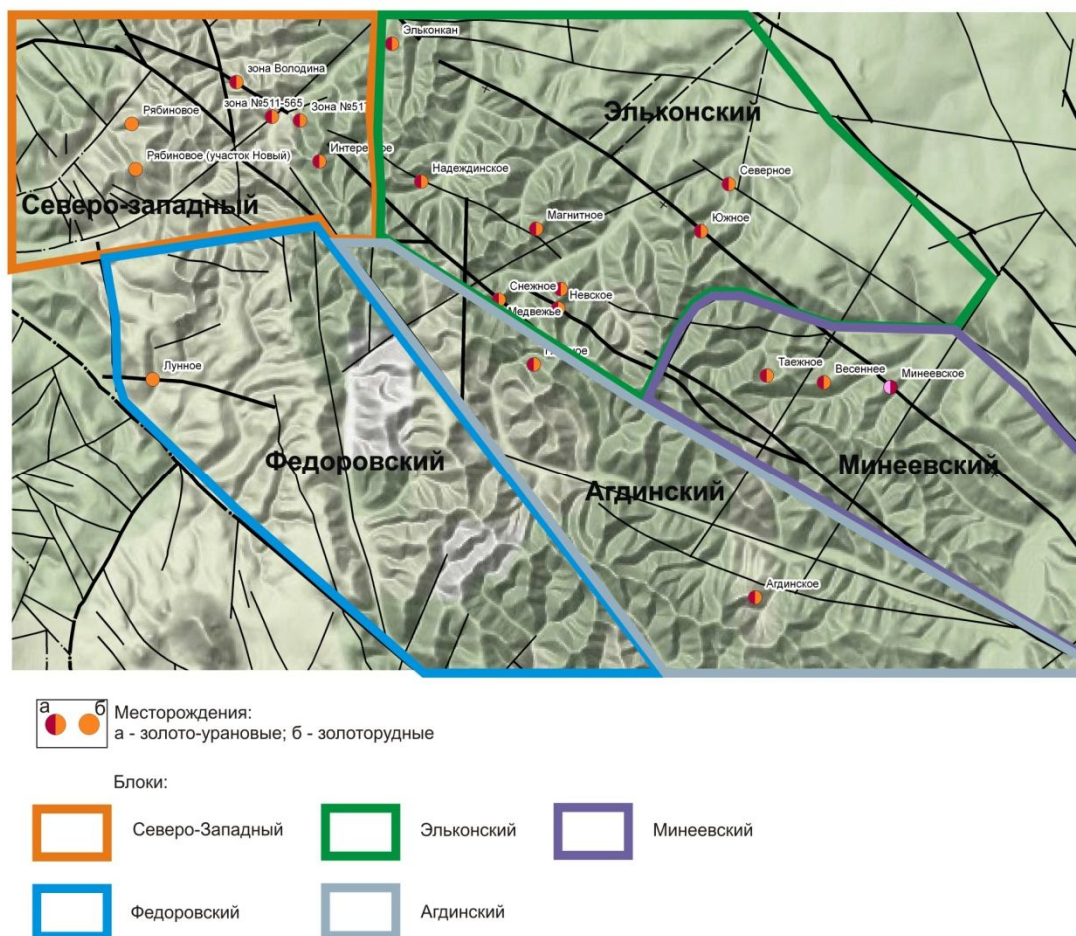 Эльконкан
зона Володина
Эльконский
зона №511-565
Зона №517
Рябиновое
Рябиновое (участок Новый)
Интересное
Надеждинское
Северное
Северо-западный
Магнитное
Южное
Снежное
Невское
Медвежье
Лунное
Таежное
Весеннее
Минеевское
Федоровский
Агдинский
Минеевский
Агдинское
а
б
Месторождения:
а - золото-урановые; б - золоторудные
Блоки:
Северо-Западный
Эльконский
Минеевский
Федоровский
Агдинский